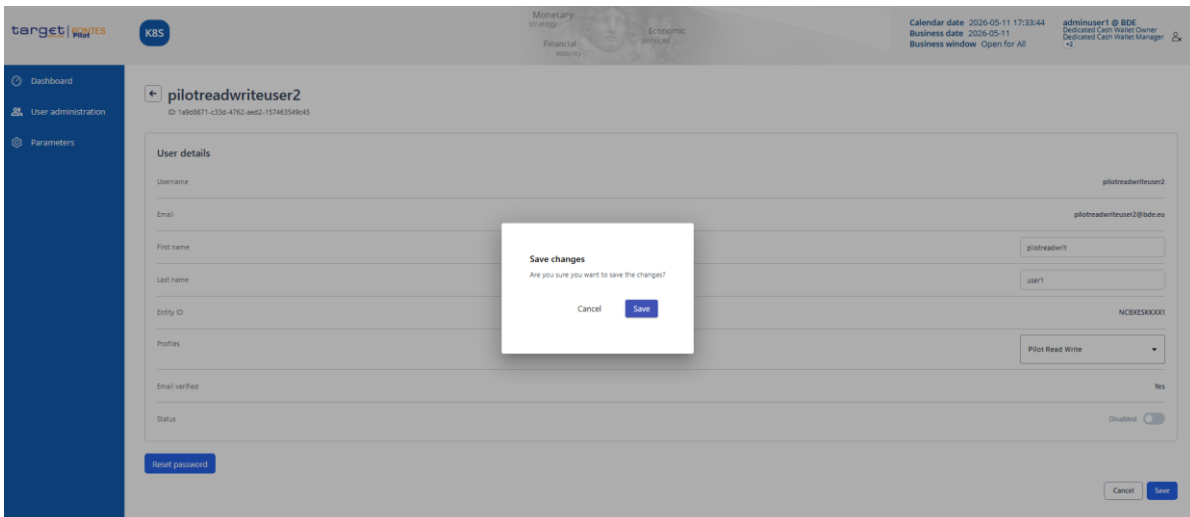 target | PONTES
Pilot
K8S
Monetary
strategy
Economic
services
Financial
stability
Calendar date 2026-05-11 17:33:44
Business date 2026-05-11
Business window Open for All
adminuser1 @ BDE
Dedicated Cash Wallet Owner
Dedicated Cash Wallet Manager
+2
Dashboard
User administration
Parameters
pilotreadwriteuser2
ID: 1a9d8671-c33d-4762-aed2-157463549c45
User details
Username pilotreadwriteuser2
Email pilotreadwriteuser2@bde.eu
First name pilotreadwrit
Last name user1
Entity ID NCBXESKKXX1
Profiles Pilot Read Write
Email verified Yes
Status Disabled
Save changes
Are you sure you want to save the changes?
Cancel Save
Reset password
Cancel Save